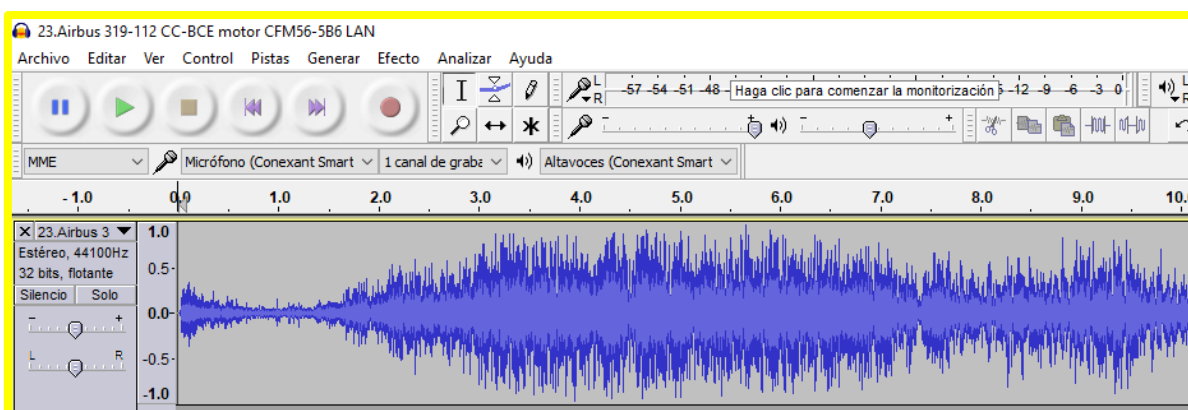 23.Airbus 319-112 CC-BCE motor CFM56-5B6 LAN
Archivo Editar Ver Control Pistas Generar Efecto Analizar Ayuda
L
R
-57 -54 -51 -48 - Haga clic para comenzar la monitorización -12 -9 -6 -3 0
L
R
- +
- +
MME Micrófono (Conexant Smart 1 canal de graba Altavoces (Conexant Smart
- 1.0 0.0 1.0 2.0 3.0 4.0 5.0 6.0 7.0 8.0 9.0 10.
X 23.Airbus 3 1.0
Estéreo, 44100Hz
32 bits, flotante 0.5-
Silencio Solo
- + 0.0-
L R -0.5-
-1.0